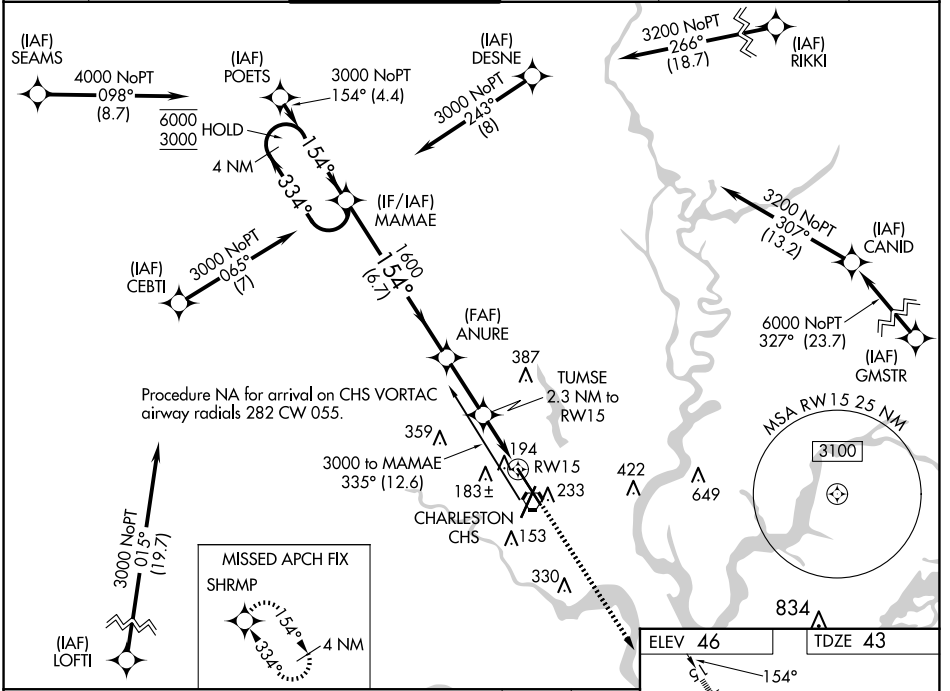 (IAF)
SEAMS
4000 NoPT
098°
(8.7)
(IAF)
POETS
3000 NoPT
154° (4.4)
6000
3000
HOLD
4 NM
154°
334°
(IF/IAF)
MAMAE
(IAF)
DESNE
3000 NoPT
243°
(8)
3200 NoPT
266°
(18.7)
(IAF)
RIKKI
3200 NoPT
307°
(13.2)
(IAF)
CANID
6000 NoPT
327° (23.7)
(IAF)
GMSTR
(IAF)
CEBTI
3000 NoPT
065°
(7)
1600
154°
(6.7)
(FAF)
ANURE
387
TUMSE
2.3 NM to
RW15
Procedure NA for arrival on CHS VORTAC
airway radials 282 CW 055.
359
3000 to MAMAE
335° (12.6)
194
RW15
183±
233
CHARLESTON
CHS
153
330
422
649
MSA RW15 25 NM
3100
834
3000 NoPT
015°
(19.7)
(IAF)
LOFTI
MISSED APCH FIX
SHRMP
154°
334°
4 NM
ELEV 46
TDZE 43
154°
15